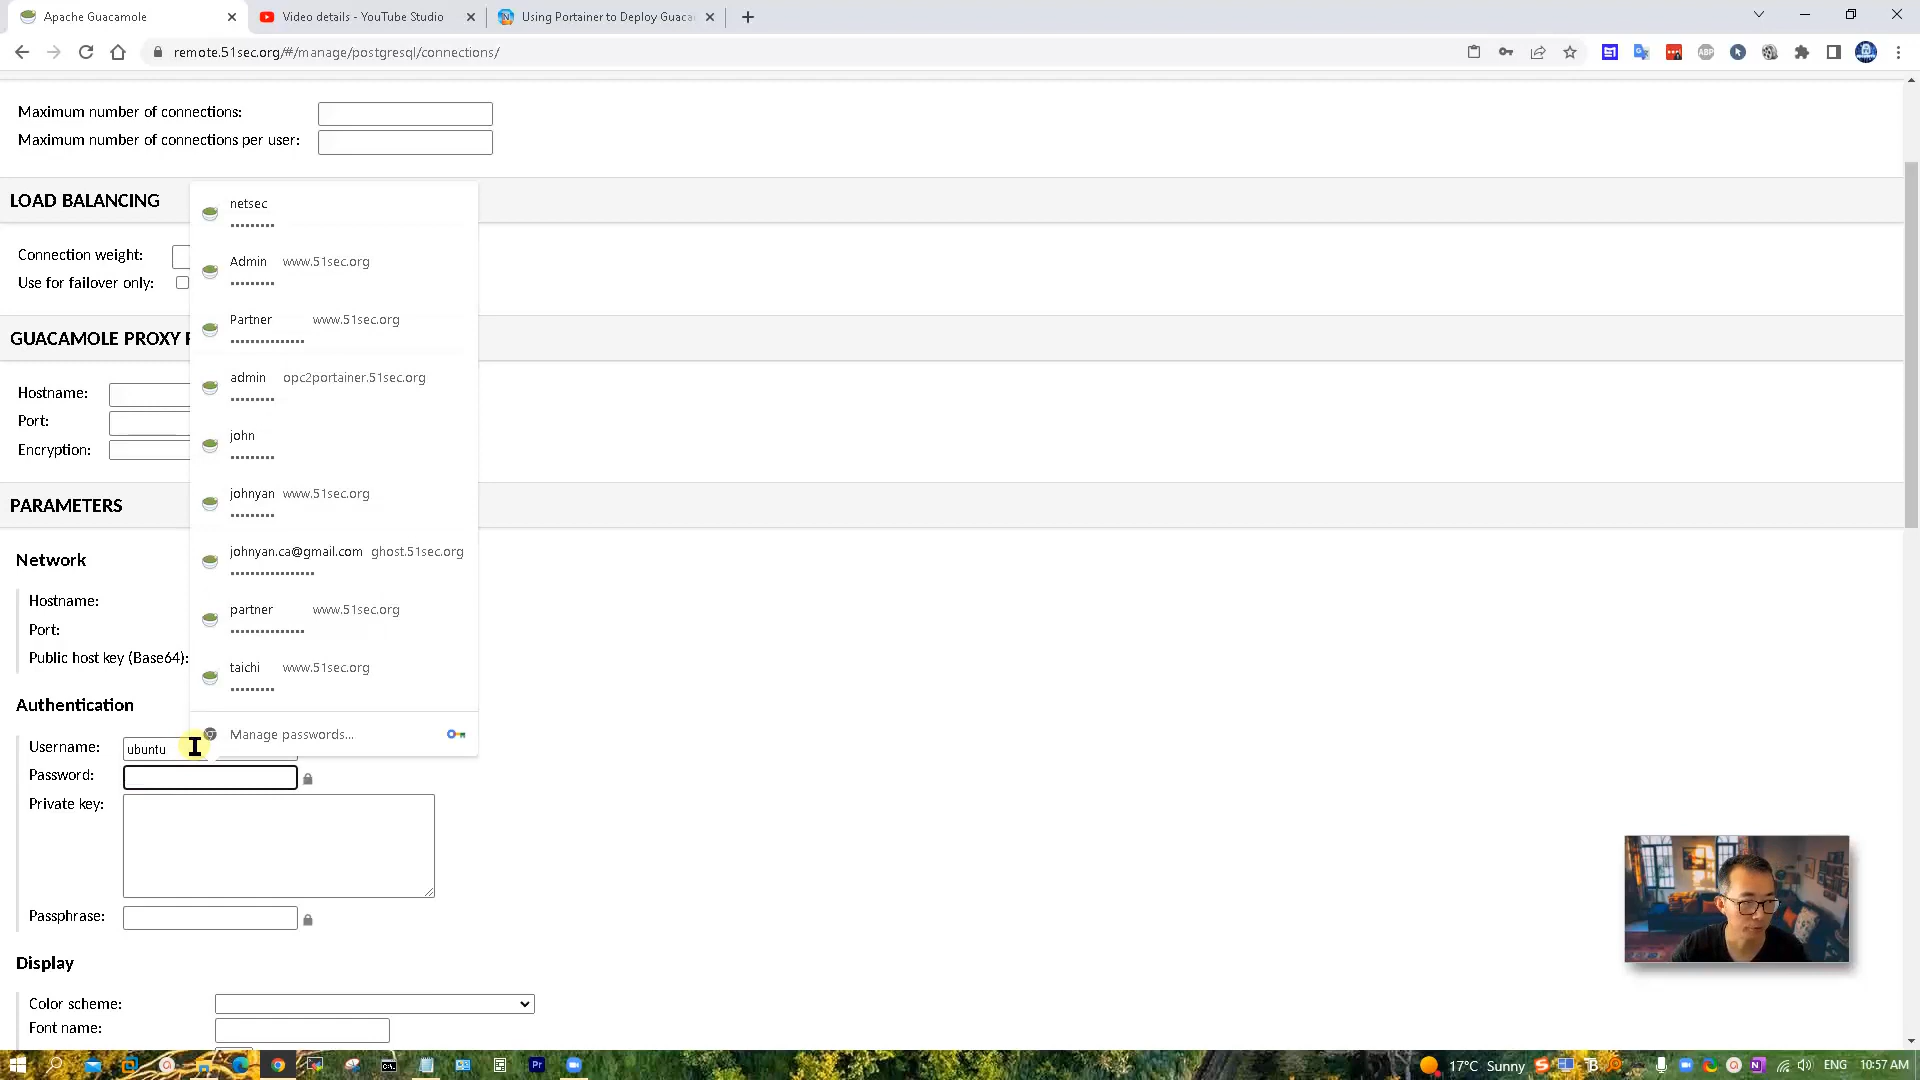 Apache Guacamole
Video details - YouTube Studio
Using Portainer to Deploy Guaca
remote.51sec.org/#/manage/postgresql/connections/
Maximum number of connections:
Maximum number of connections per user:
LOAD BALANCING
Connection weight:
Use for failover only:
GUACAMOLE PROXY
Hostname:
Port:
Encryption:
PARAMETERS
Network
Hostname:
Port:
Public host key (Base64):
Authentication
Username:
ubuntu
Password:
Private key:
Passphrase:
Display
Color scheme:
Font name:
netsec
•••••••••
Admin www.51sec.org
•••••••••
Partner www.51sec.org
•••••••••••••••
admin opc2portainer.51sec.org
•••••••••
john
•••••••••
johnyan www.51sec.org
•••••••••
johnyan.ca@gmail.com ghost.51sec.org
•••••••••••••••••
partner www.51sec.org
•••••••••••••••
taichi www.51sec.org
•••••••••
Manage passwords...
17°C Sunny
ENG
10:57 AM